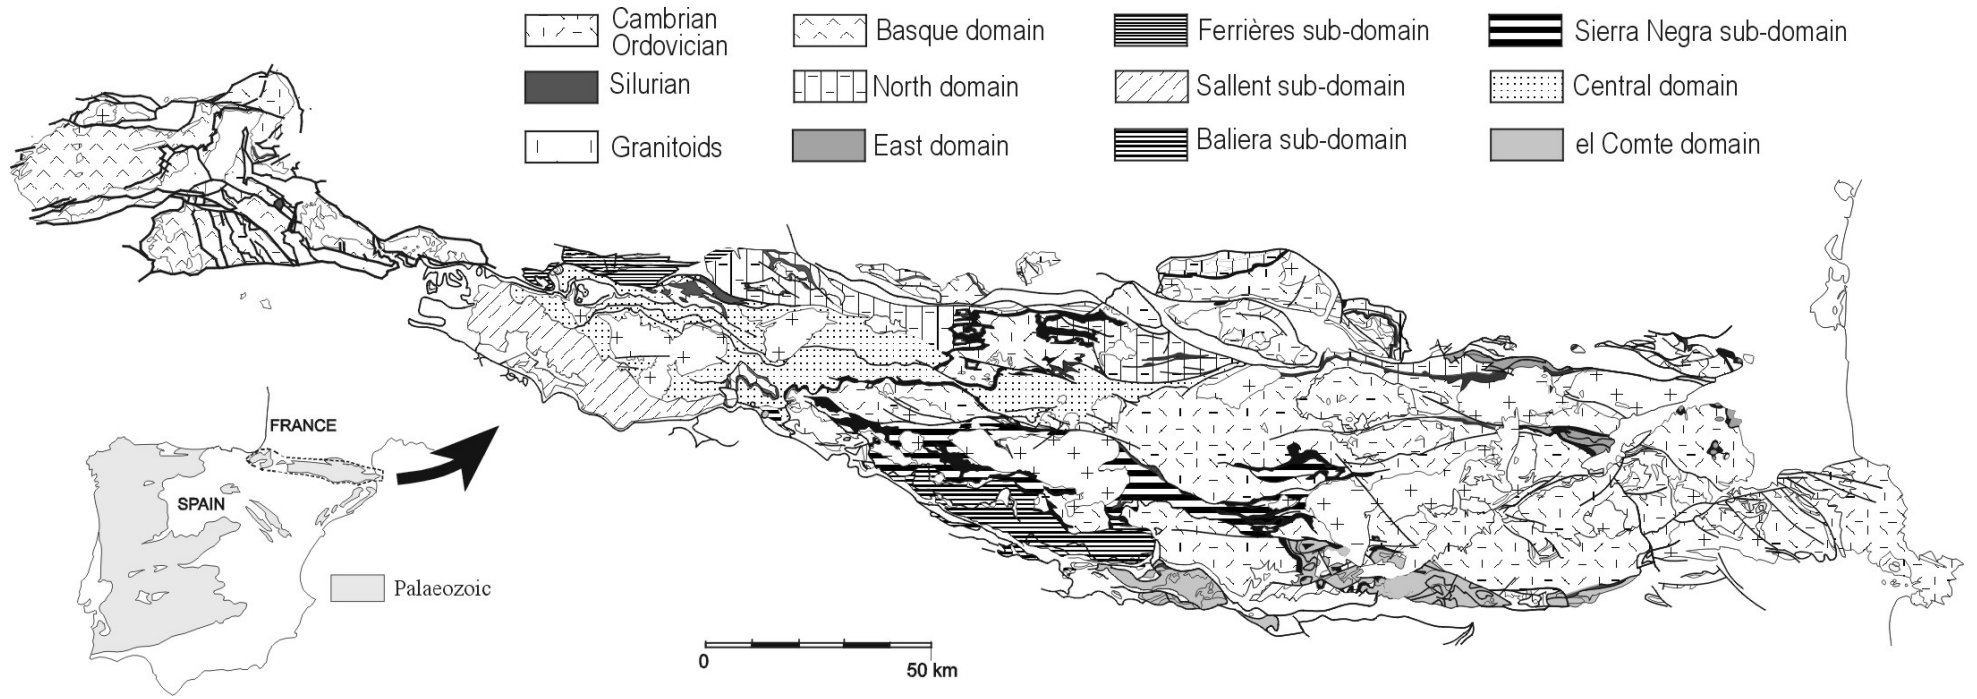 Cambrian
Ordovician
Basque domain
Ferrières sub-domain
Sierra Negra sub-domain
Silurian
North domain
Sallent sub-domain
Central domain
Granitoids
East domain
Baliera sub-domain
el Comte domain
FRANCE
SPAIN
Palaeozoic
0
50 km